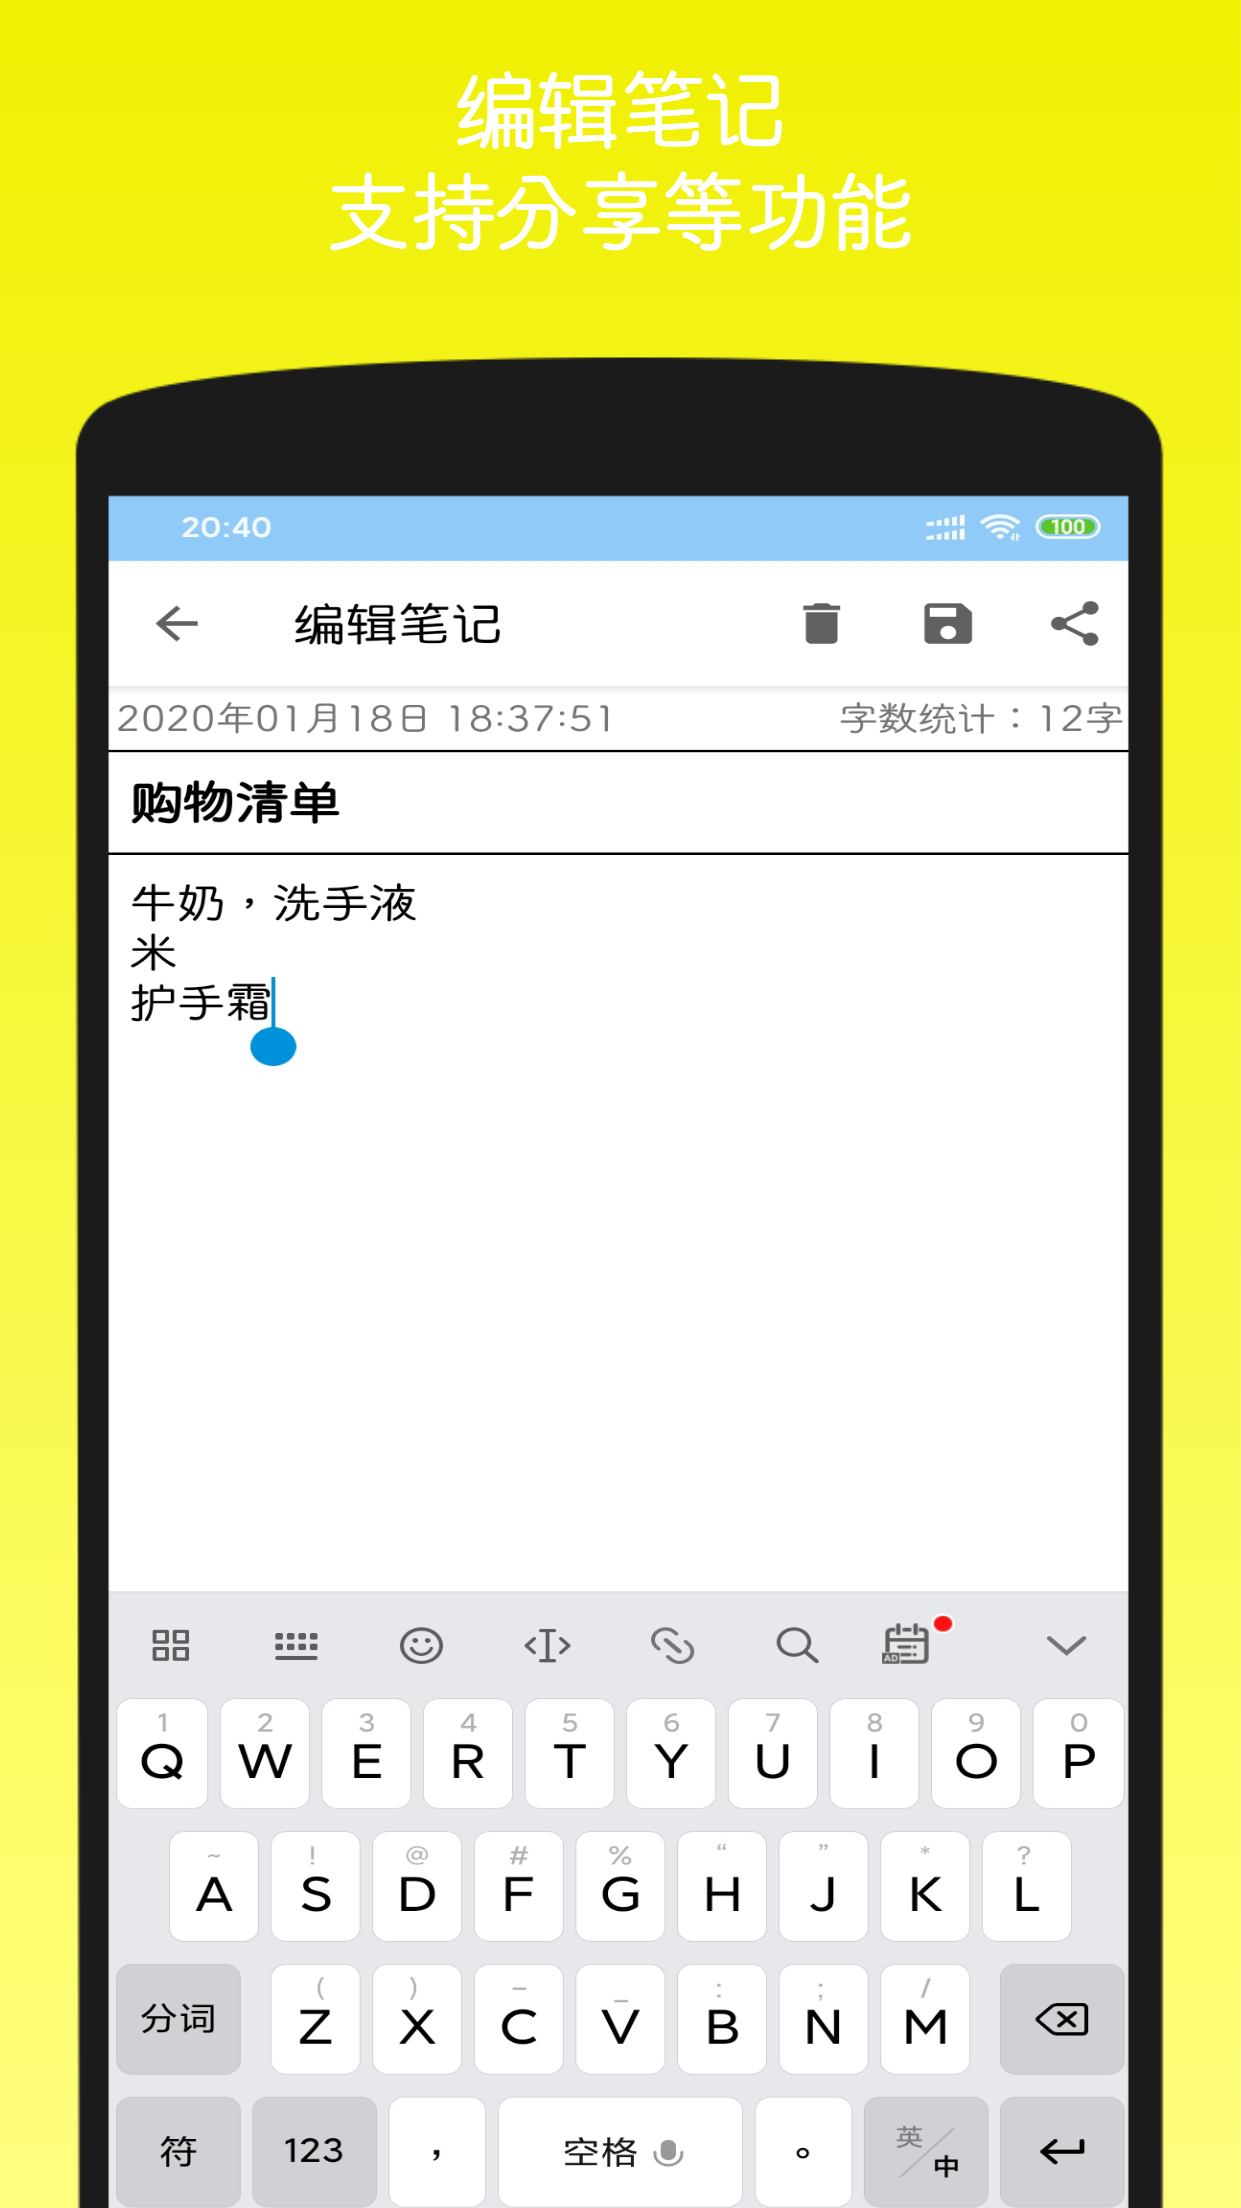 编辑笔记
支持分享等功能
20:40
100
编辑笔记
2020年01月18日 18:37:51
字数统计：12字
购物清单
牛奶，洗手液
米
护手霜
AD
1 2 3 4 5 6 7 8 9 0
Q W E R T Y U I O P
~ ! @ # % “ ” * ?
A S D F G H J K L
( ) – _ : ; /
分词 Z X C V B N M
符 123 ， 空格 。 英/中